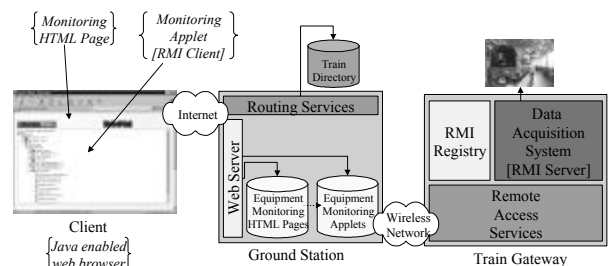 Monitoring
HTML Page
Monitoring
Applet
[RMI Client]
Train
Directory
Internet
Routing Services
Web Server
Equipment
Monitoring
HTML Pages
Equipment
Monitoring
Applets
Wireless
Network
RMI
Registry
Data
Acquisition
System
[RMI Server]
Remote
Access
Services
Client
Java enabled
web browser
Ground Station
Train Gateway